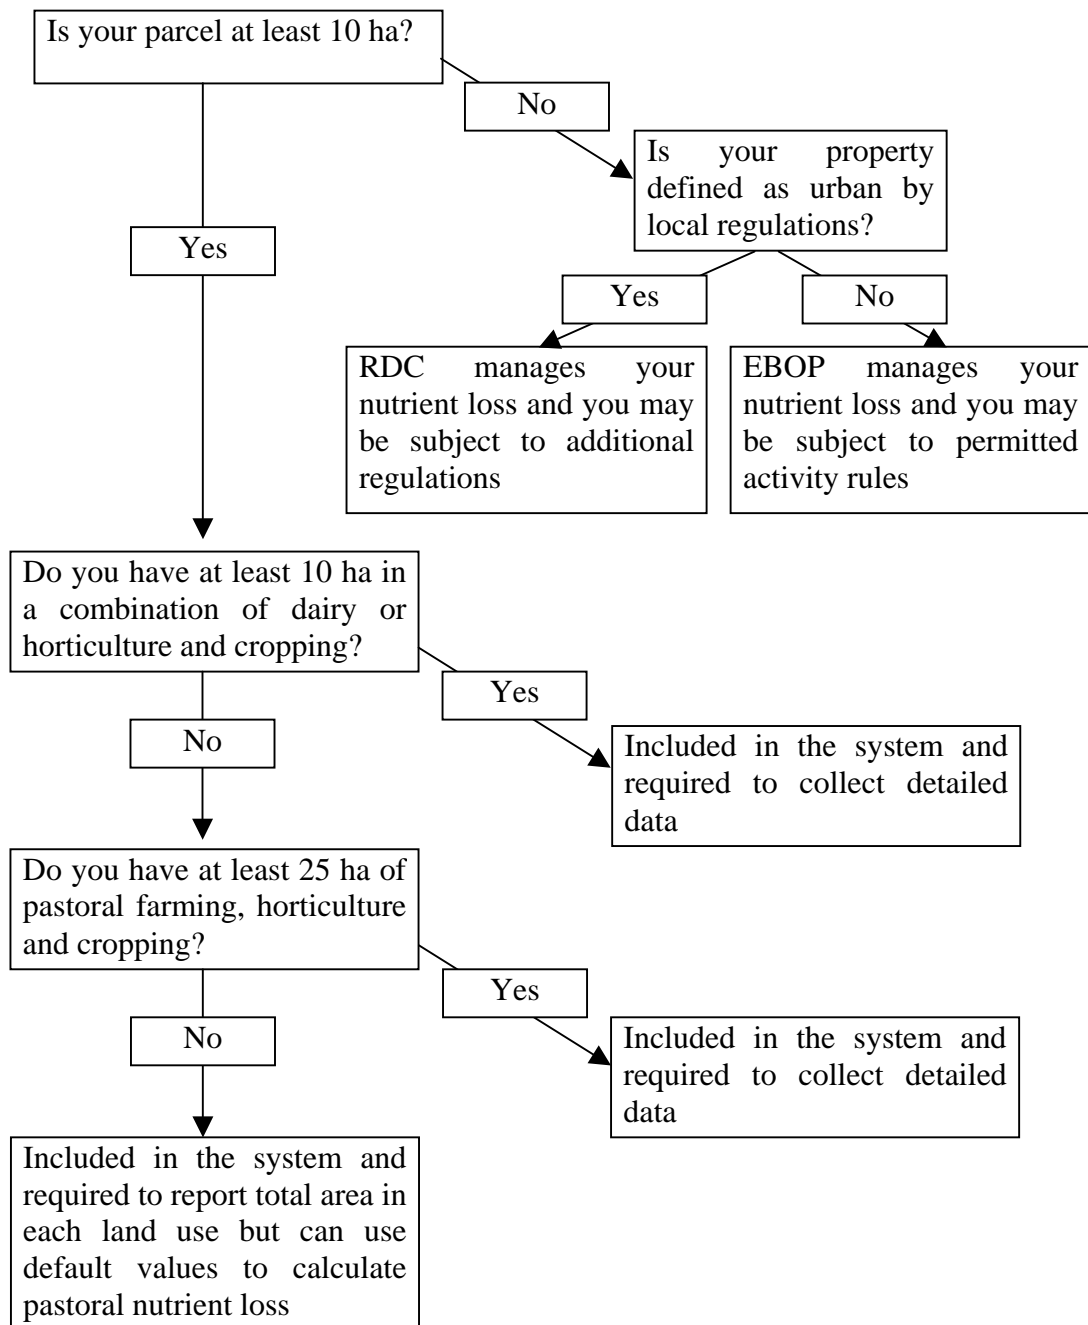 Is your parcel at least 10 ha?
No
Is your property
defined as urban by
local regulations?
Yes
Yes
No
RDC manages your
nutrient loss and you may
be subject to additional
regulations
EBOP manages your
nutrient loss and you may
be subject to permitted
activity rules
Do you have at least 10 ha in
a combination of dairy or
horticulture and cropping?
Yes
No
Included in the system and
required to collect detailed
data
Do you have at least 25 ha of
pastoral farming, horticulture
and cropping?
Yes
No
Included in the system and
required to collect detailed
data
Included in the system and
required to report total area in
each land use but can use
default values to calculate
pastoral nutrient loss